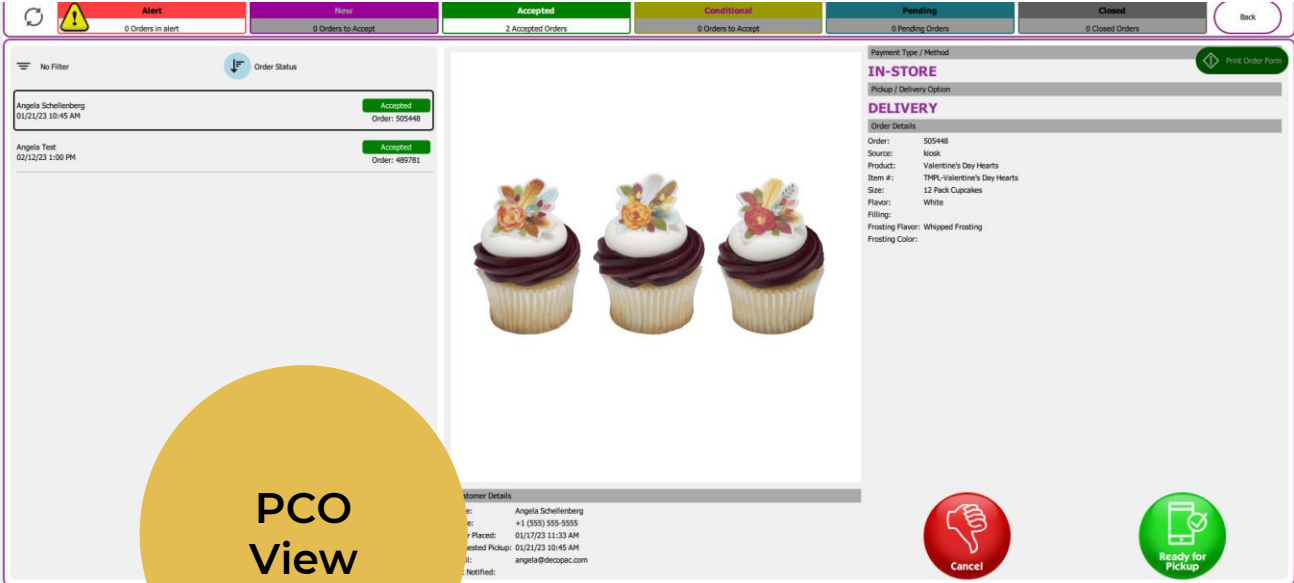 Alert
0 Orders in alert
New
0 Orders to Accept
Accepted
2 Accepted Orders
Conditional
0 Orders to Accept
Pending
0 Pending Orders
Closed
0 Closed Orders
Back
No Filter
Order Status
Angela Schellenberg
01/21/23 10:45 AM
Accepted
Order: 505448
Angela Test
02/12/23 1:00 PM
Accepted
Order: 489781
Payment Type / Method
IN-STORE
Print Order Form
Pickup / Delivery Option
DELIVERY
Order Details
Order: 505448
Source: kiosk
Product: Valentine's Day Hearts
Item #: TMPL-Valentine's Day Hearts
Size: 12 Pack Cupcakes
Flavor: White
Filling:
Frosting Flavor: Whipped Frosting
Frosting Color:
stomer Details
e: Angela Schellenberg
e: +1 (555) 555-5555
r Placed: 01/17/23 11:33 AM
uested Pickup: 01/21/23 10:45 AM
il: angela@decopac.com
Notified:
PCO
View
Cancel
Ready for
Pickup